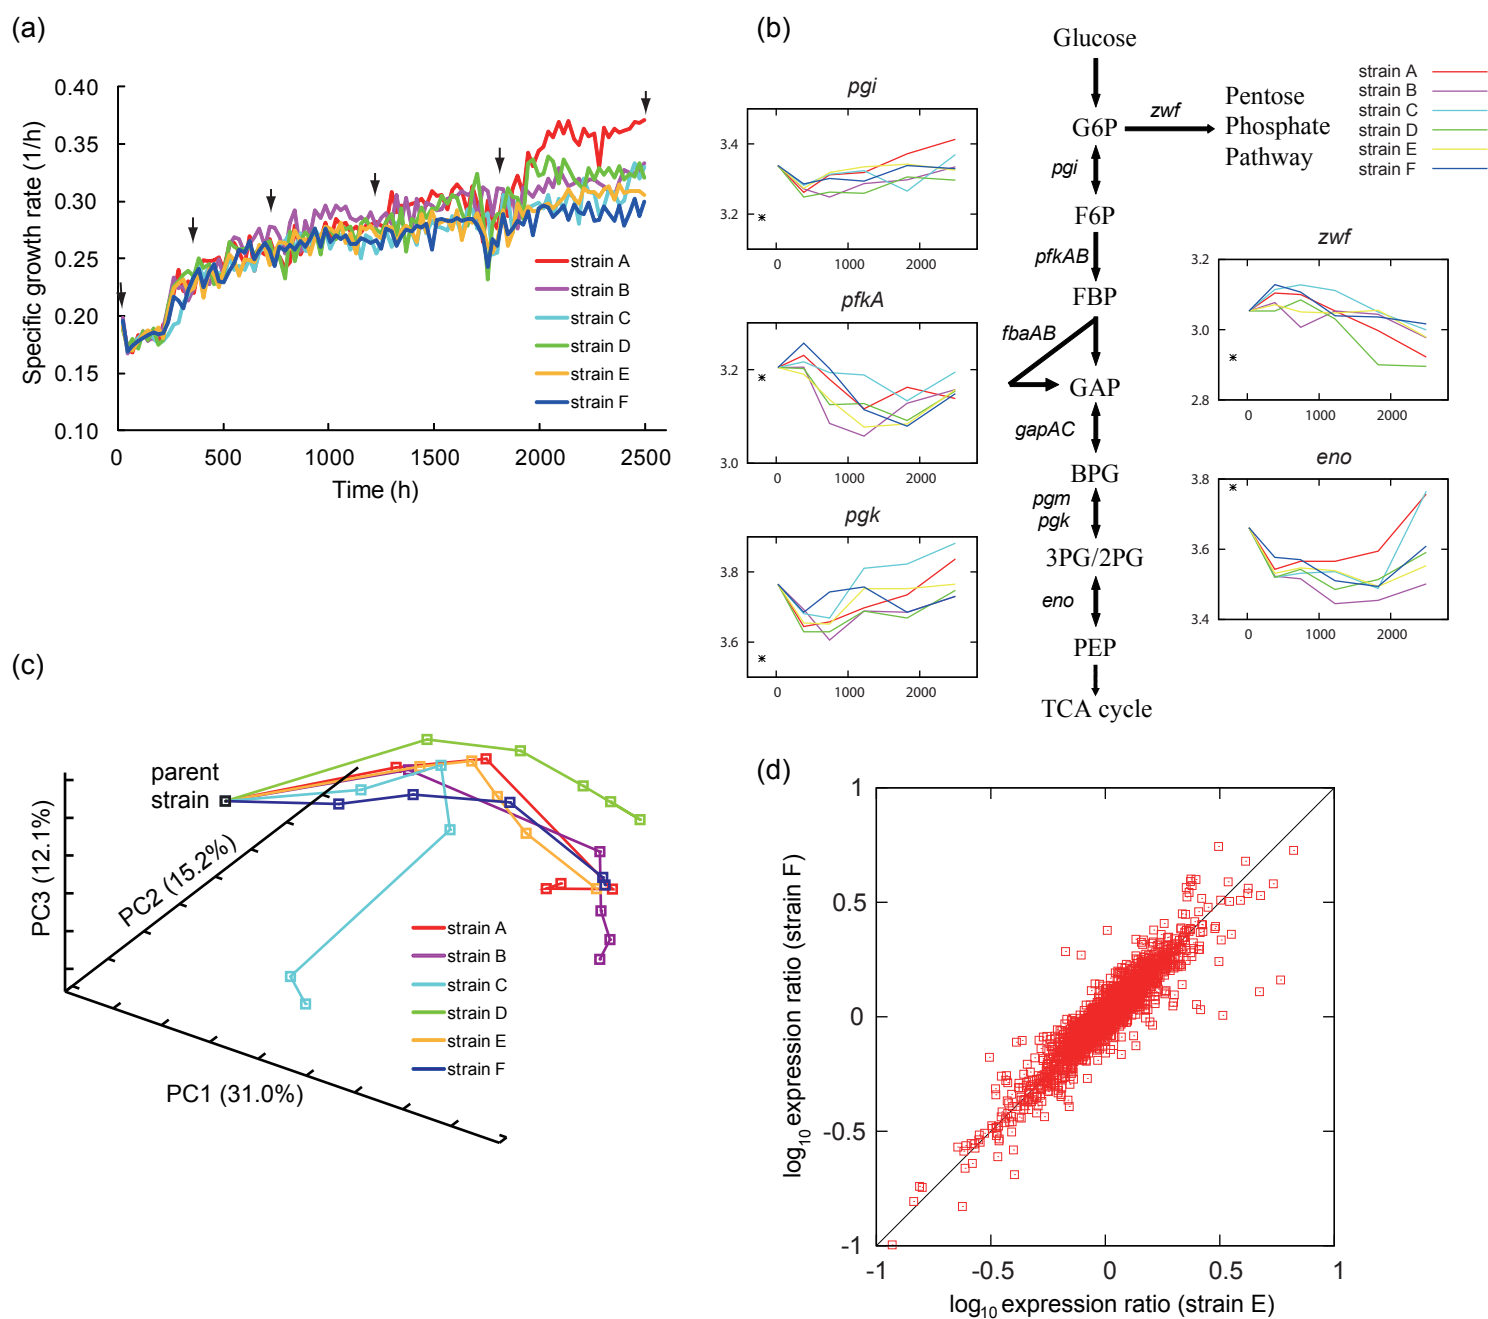 (a)
Specific growth rate (1/h)
0.40
0.35
0.30
0.25
0.20
0.15
0.10
0
500
1000
1500
2000
2500
Time (h)
strain A
strain B
strain C
strain D
strain E
strain F
(b)
Glucose
G6P
zwf
Pentose
Phosphate
Pathway
pgi
F6P
pfkAB
FBP
fbaAB
GAP
gapAC
BPG
pgm
pgk
3PG/2PG
eno
PEP
TCA cycle
strain A
strain B
strain C
strain D
strain E
strain F
pgi
3.4
3.2
0
1000
2000
pfkA
3.2
3.0
0
1000
2000
pgk
3.8
3.6
0
1000
2000
zwf
3.2
3.0
2.8
0
1000
2000
eno
3.8
3.6
3.4
0
1000
2000
(c)
parent
strain
PC3 (12.1%)
PC2 (15.2%)
PC1 (31.0%)
strain A
strain B
strain C
strain D
strain E
strain F
(d)
log10 expression ratio (strain F)
1
0.5
0
-0.5
-1
-1
-0.5
0
0.5
1
log10 expression ratio (strain E)